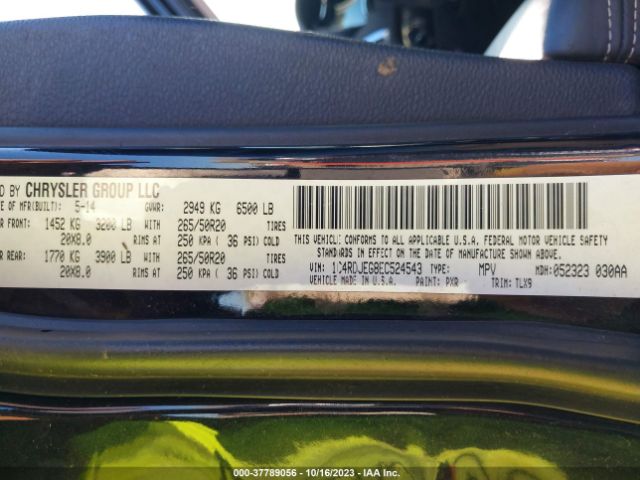 D BY CHRYSLER GROUP LLC
E OF MFR(BUILT): 5-14 GVWR: 2949 KG 6500 LB
R FRONT: 1452 KG 3200 LB WITH 265/50R20 TIRES
20X8.0 RIMS AT 250 KPA ( 36 PSI) COLD
R REAR: 1770 KG 3900 LB WITH 265/50R20 TIRES
20X8.0 RIMS AT 250 KPA ( 36 PSI) COLD
THIS VEHICLE CONFORMS TO ALL APPLICABLE U.S.A. FEDERAL MOTOR VEHICLE SAFETY
STANDARDS IN EFFECT ON THE DATE OF MANUFACTURE SHOWN ABOVE.
VIN: 1C4RDJEG8EC524543 TYPE: MPV MDH: 052323 030AA
VEHICLE MADE IN U.S.A. PAINT: PXR TRIM: TLX9
000-37789056 - 10/16/2023 - IAA Inc.